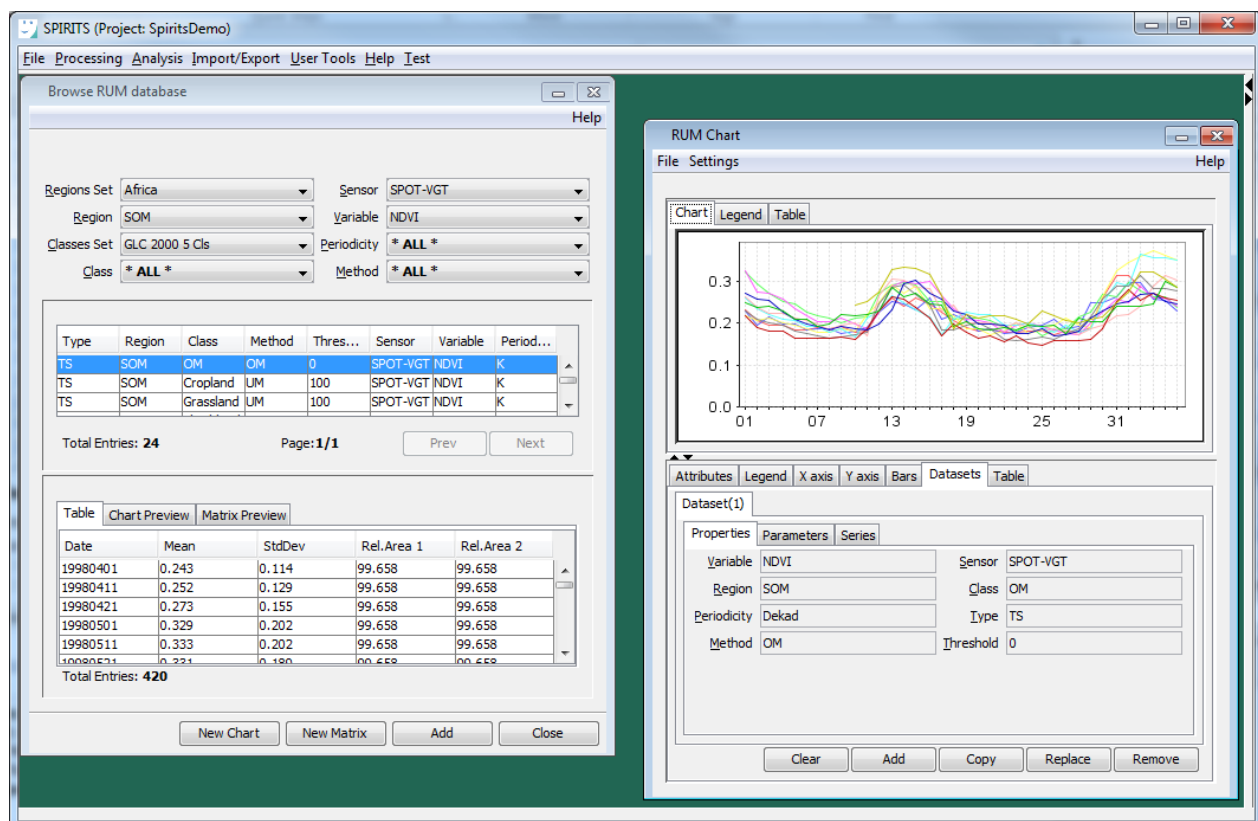 SPIRITS (Project: SpiritsDemo)
File Processing Analysis Import/Export User Tools Help Test
Browse RUM database
Help
Regions Set Africa Sensor SPOT-VGT
Region SOM Variable NDVI
Classes Set GLC 2000 5 Cls Periodicity * ALL *
Class * ALL * Method * ALL *
Type Region Class Method Thres... Sensor Variable Period...
TS SOM OM OM 0 SPOT-VGT NDVI K
TS SOM Cropland UM 100 SPOT-VGT NDVI K
TS SOM Grassland UM 100 SPOT-VGT NDVI K
Total Entries: 24 Page:1/1 Prev Next
Table Chart Preview Matrix Preview
Date Mean StdDev Rel.Area 1 Rel.Area 2
19980401 0.243 0.114 99.658 99.658
19980411 0.252 0.129 99.658 99.658
19980421 0.273 0.155 99.658 99.658
19980501 0.329 0.202 99.658 99.658
19980511 0.333 0.202 99.658 99.658
Total Entries: 420
New Chart New Matrix Add Close
RUM Chart
File Settings Help
Chart Legend Table
0.3
0.2
0.1
0.0
01 07 13 19 25 31
Attributes Legend X axis Y axis Bars Datasets Table
Dataset(1)
Properties Parameters Series
Variable NDVI Sensor SPOT-VGT
Region SOM Class OM
Periodicity Dekad Type TS
Method OM Threshold 0
Clear Add Copy Replace Remove